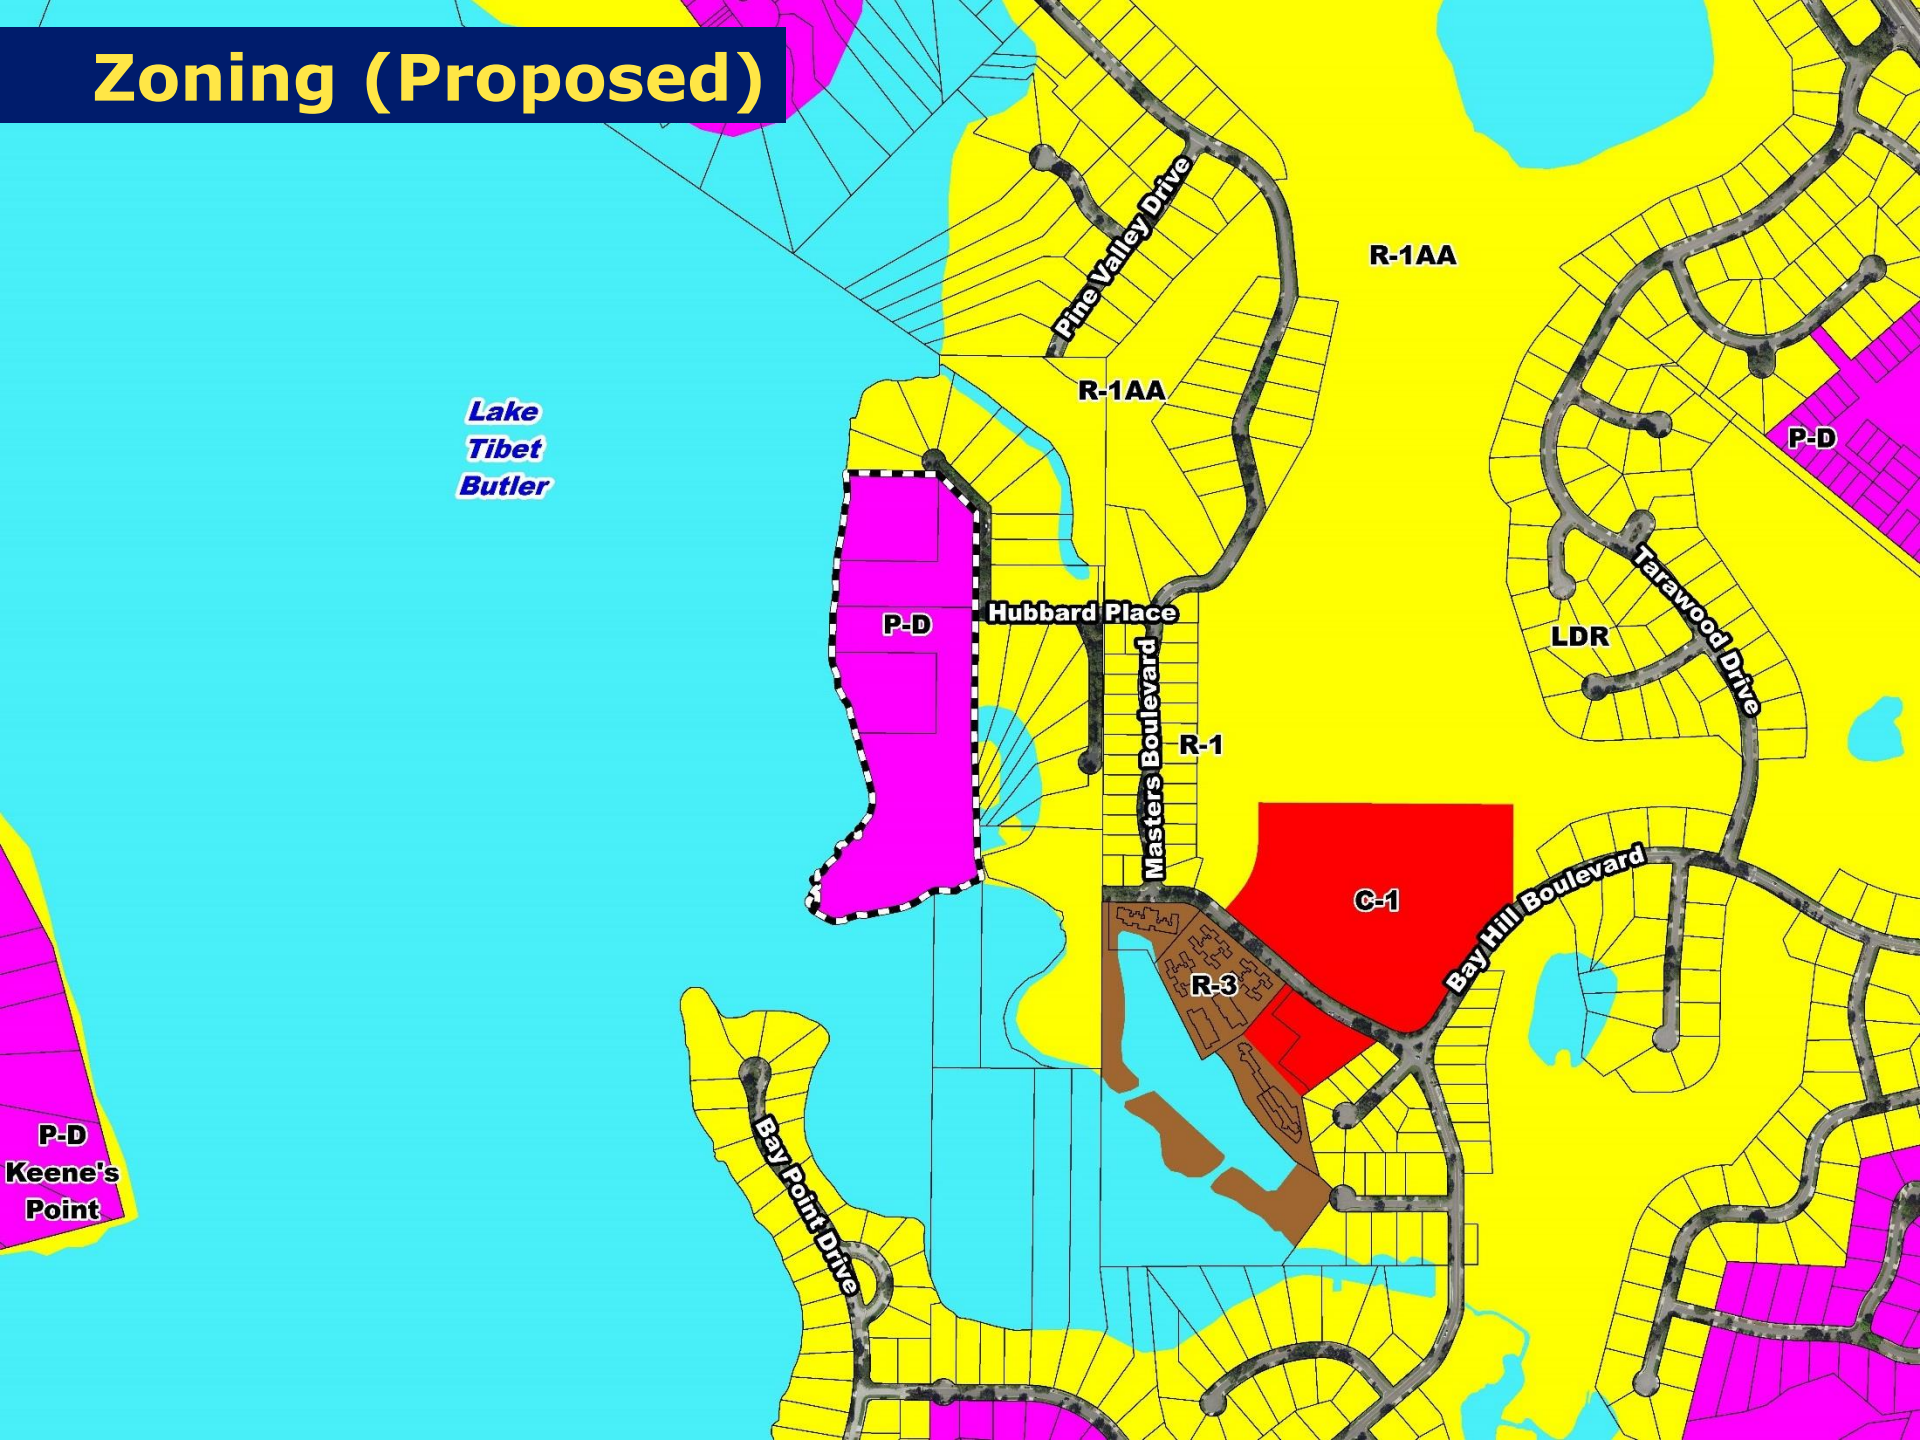 Zoning (Proposed)
Pine Valley Drive
R-1AA
R-1AA
Lake
Tibet
Butler
P-D
P-D
Hubbard Place
Tarawood Drive
LDR
Masters Boulevard
R-1
C-1
Bay Hill Boulevard
R-3
P-D
Keene's
Point
Bay Point Drive